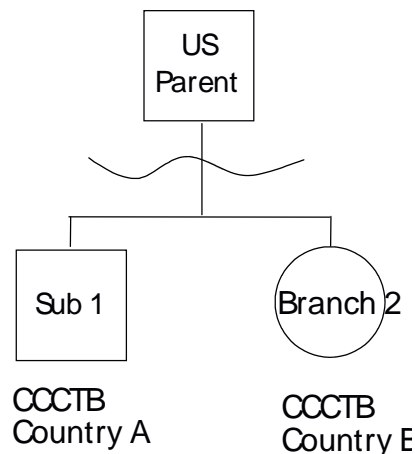 US
Parent
Sub 1
Branch 2
CCCTB
Country A
CCCTB
Country B